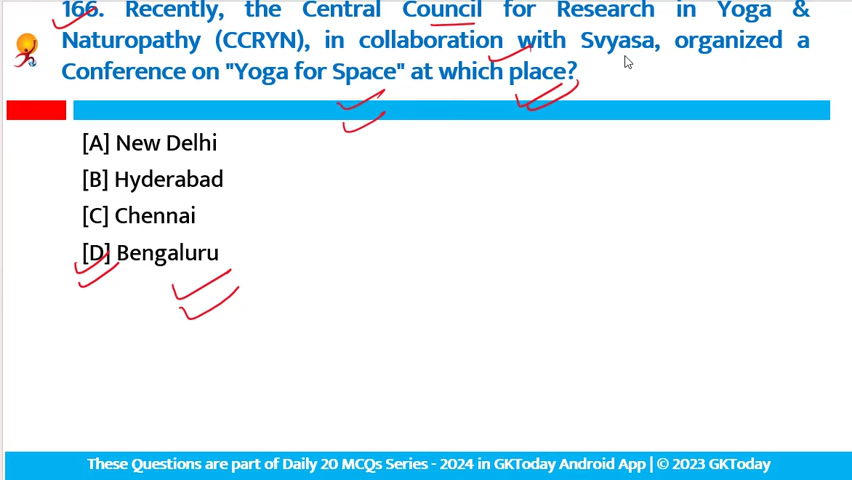 166. Recently, the Central Council for Research in Yoga &
Naturopathy (CCRYN), in collaboration with Svyasa, organized a
Conference on "Yoga for Space" at which place?
[A] New Delhi
[B] Hyderabad
[C] Chennai
[D] Bengaluru
These Questions are part of Daily 20 MCQs Series - 2024 in GKToday Android App | © 2023 GKToday